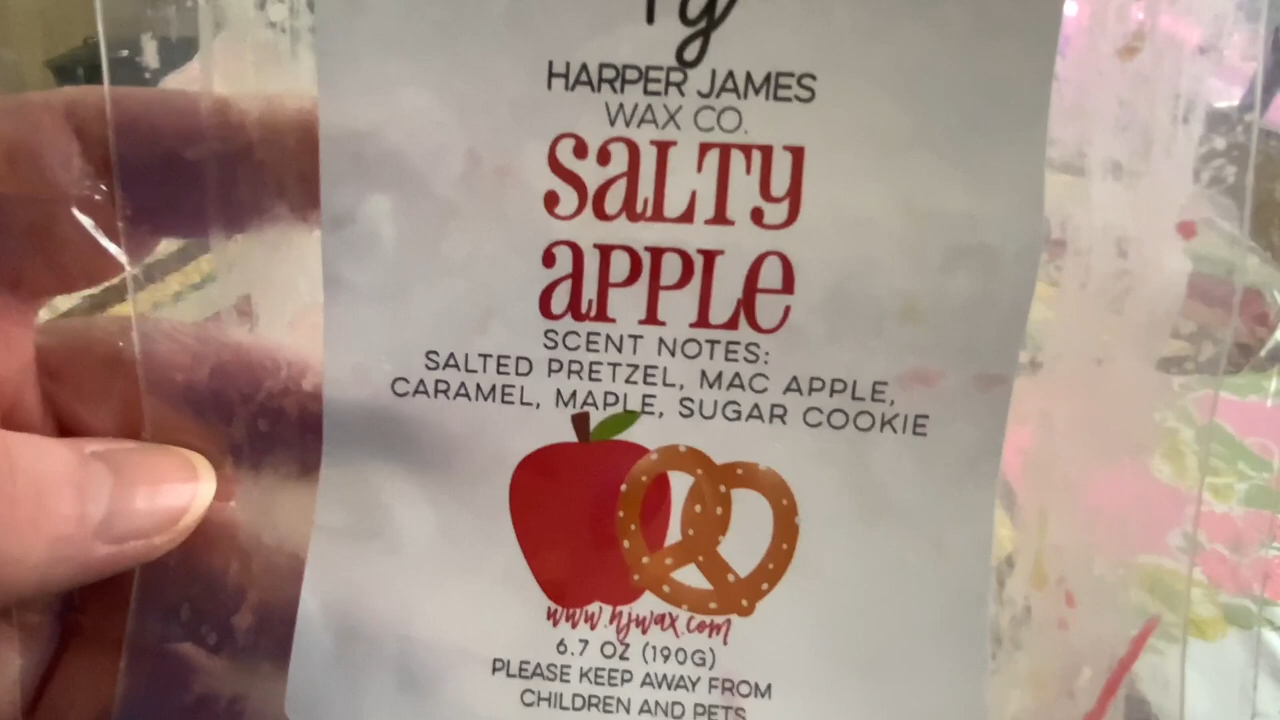 HARPER JAMES
WAX CO.
SALTY
APPLE
SCENT NOTES:
SALTED PRETZEL, MAC APPLE,
CARAMEL, MAPLE, SUGAR COOKIE
www.hjwax.com
6.7 OZ (190G)
PLEASE KEEP AWAY FROM
CHILDREN AND PETS